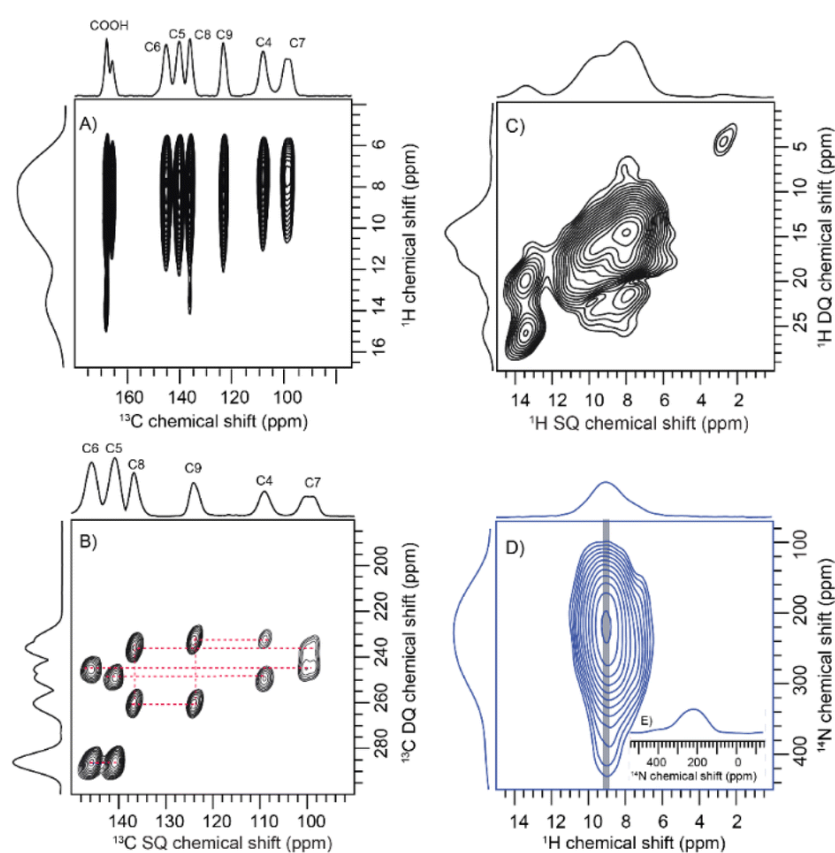 COOH
C6 C5 C8 C9 C4 C7
A)
6
8
10
12
14
16
¹H chemical shift (ppm)
160 140 120 100
¹³C chemical shift (ppm)
C)
5
10
15
20
25
¹H DQ chemical shift (ppm)
14 12 10 8 6 4 2
¹H SQ chemical shift (ppm)
C6 C5 C8 C9 C4 C7
B)
200
220
240
260
280
¹³C DQ chemical shift (ppm)
140 130 120 110 100
¹³C SQ chemical shift (ppm)
D)
100
200
300
400
¹⁴N chemical shift (ppm)
E)
400 200 0
¹⁴N chemical shift (ppm)
14 12 10 8 6 4 2
¹H chemical shift (ppm)